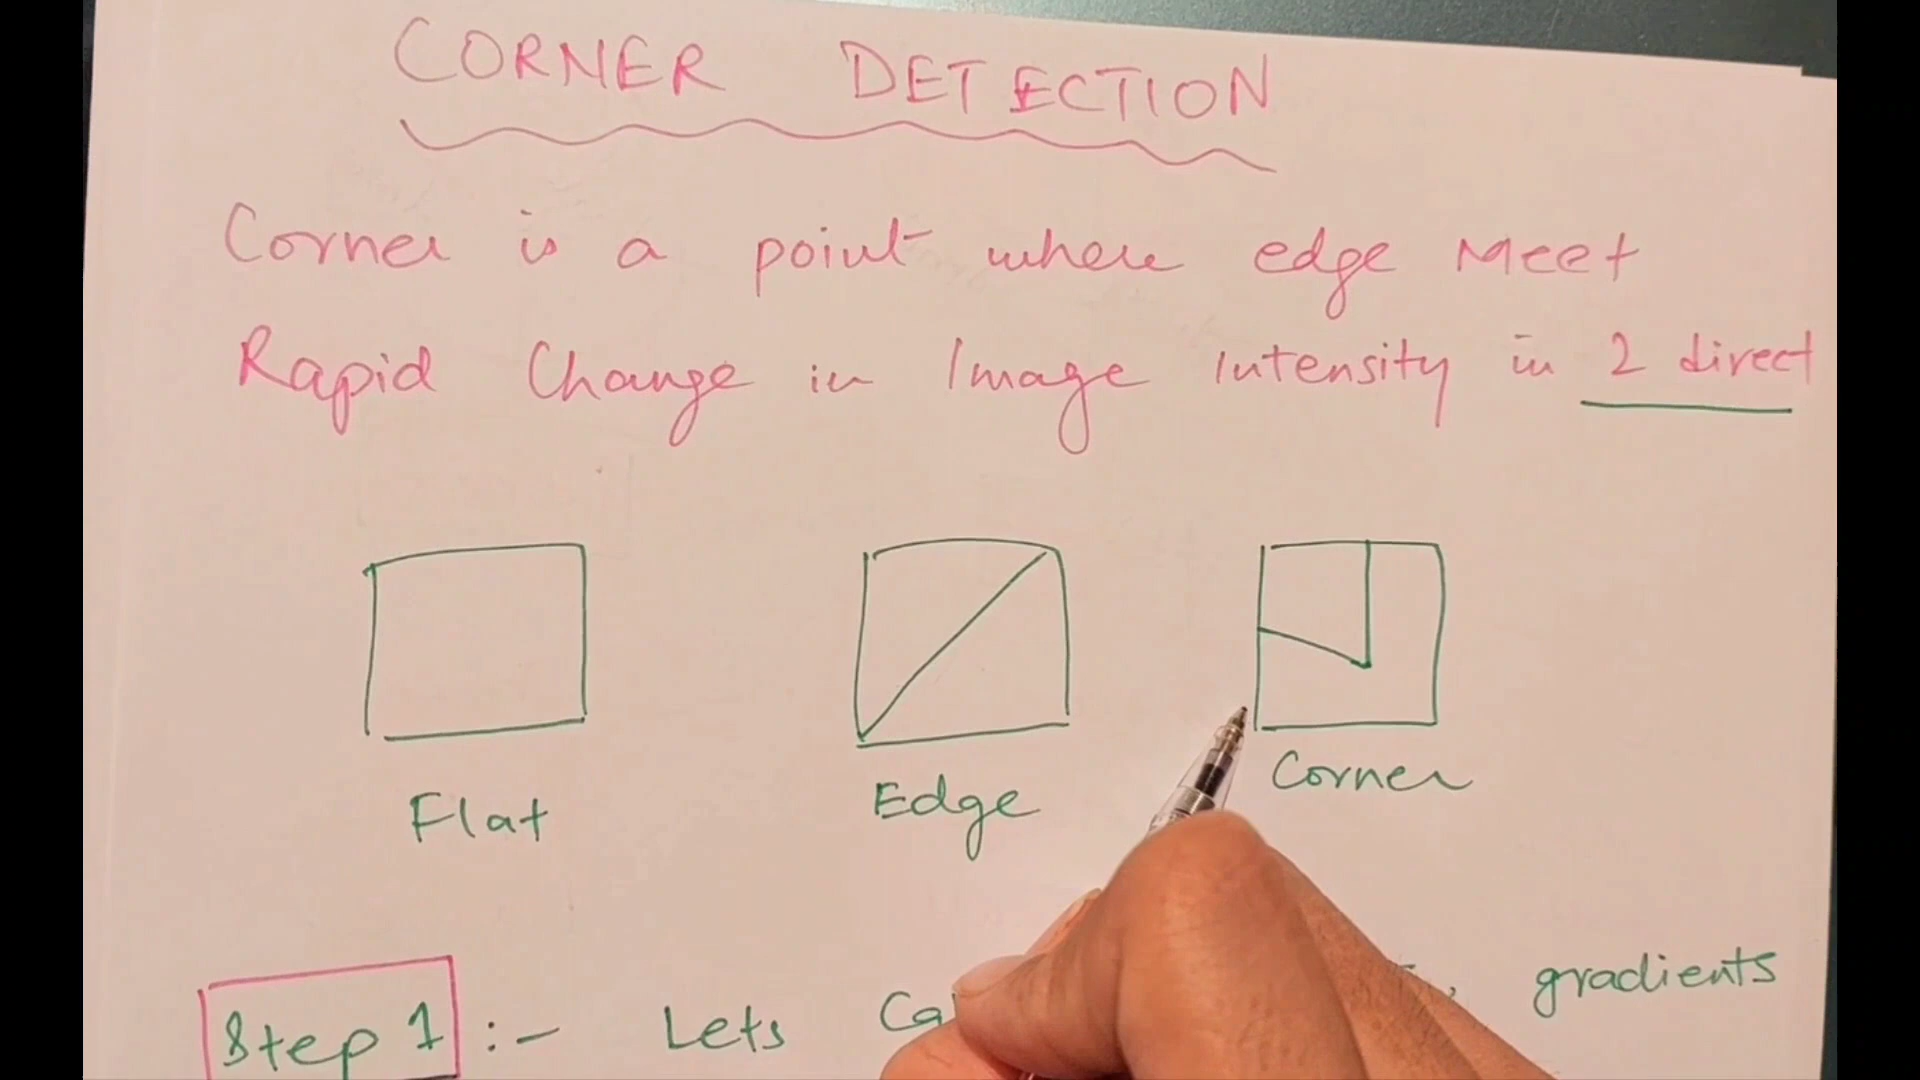 CORNER DETECTION
Corner is a point where edge Meet
Rapid Change in Image Intensity in 2 direct
Flat
Edge
Corner
Step 1 :- Lets gradients